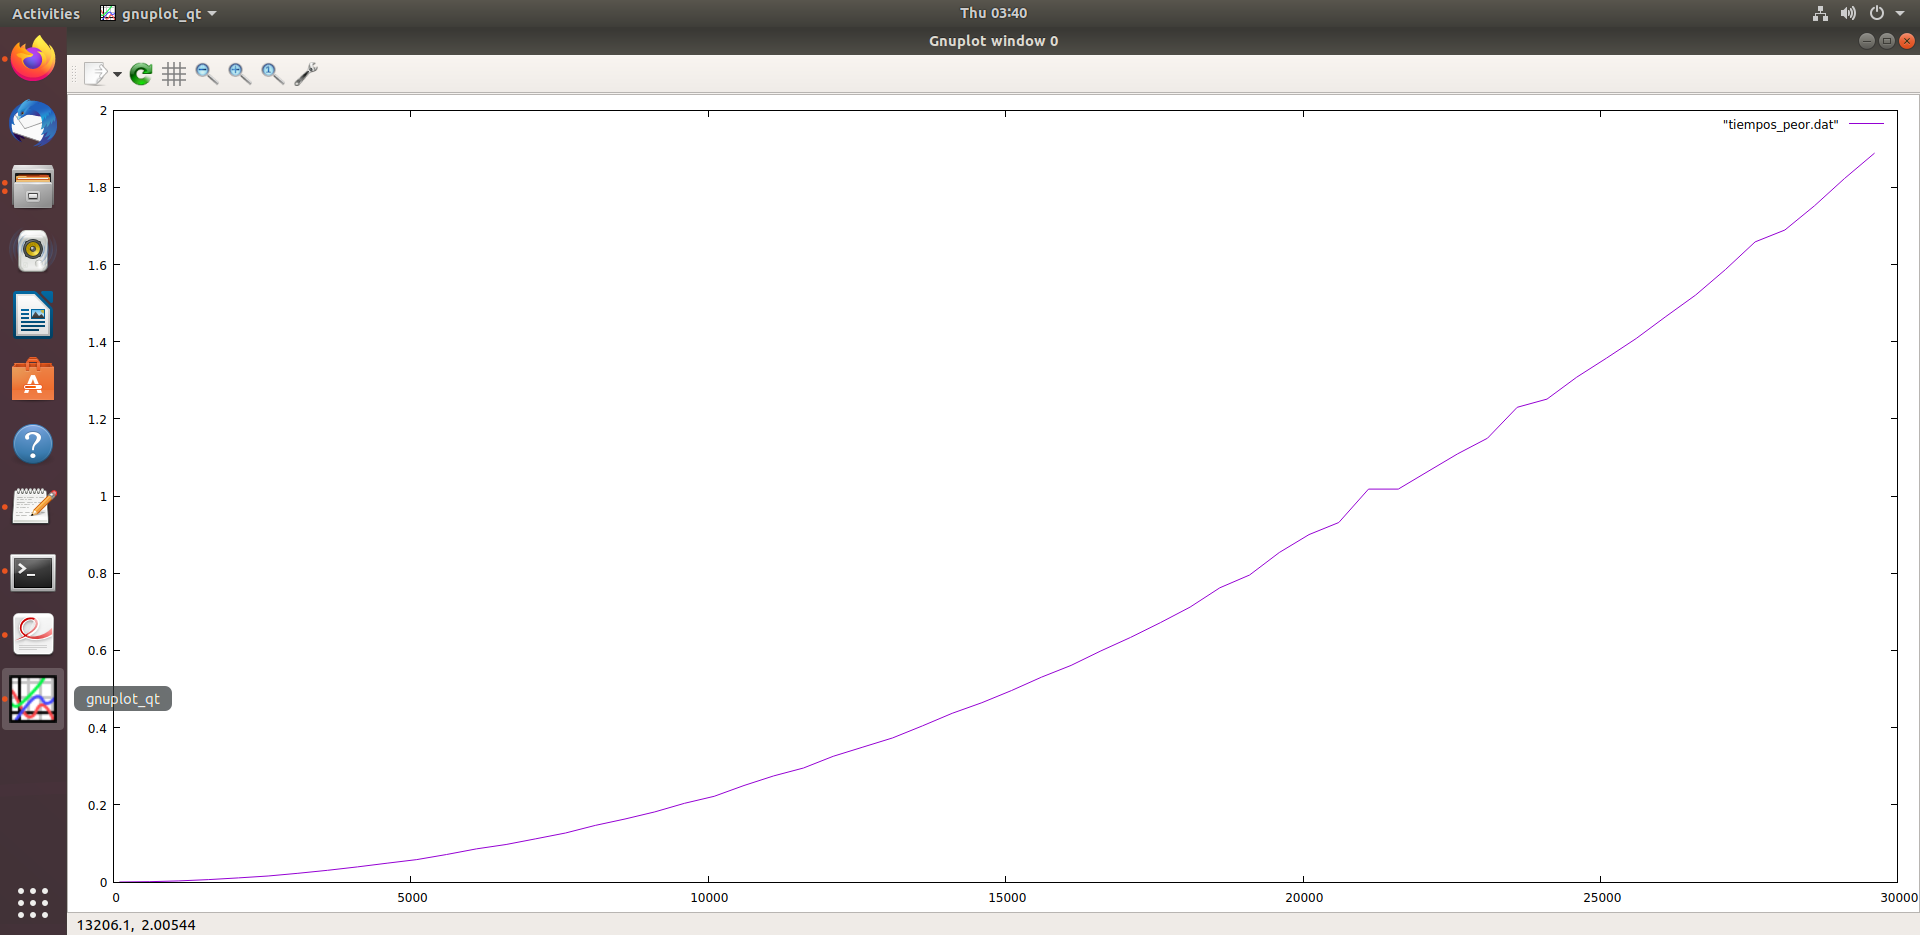 Activities gnuplot_qt Thu 03:40
Gnuplot window 0
2
"tiempos_peor.dat"
1.8
1.6
1.4
1.2
1
0.8
0.6
gnuplot_qt
0.4
0.2
0
0 5000 10000 15000 20000 25000 30000
13206.1, 2.00544